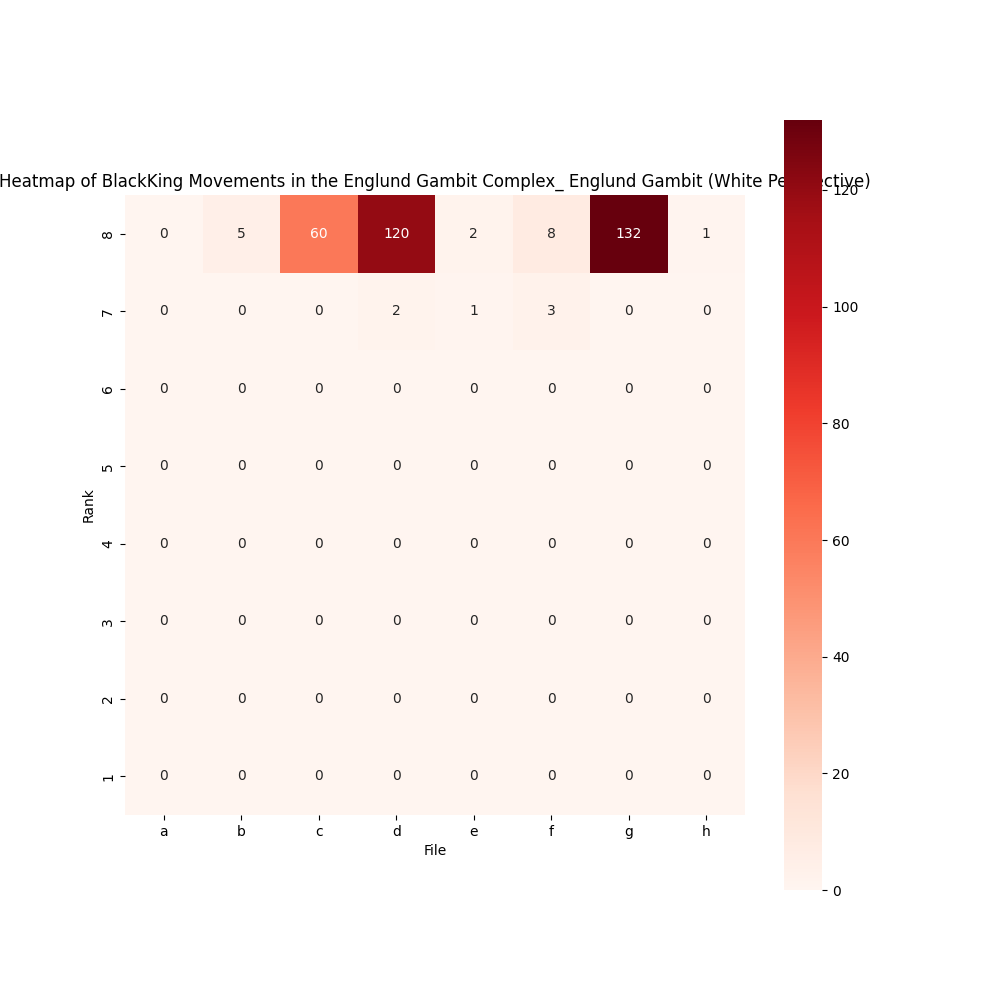 Heatmap of BlackKing Movements in the Englund Gambit Complex_ Englund Gambit (White Pe ctive)
120
8 0 5 60 120 2 8 132 1
7 0 0 0 2 1 3 0 0
100
6 0 0 0 0 0 0 0 0
80
5 0 0 0 0 0 0 0 0
Rank
4 0 0 0 0 0 0 0 0
60
3 0 0 0 0 0 0 0 0
40
2 0 0 0 0 0 0 0 0
20
1 0 0 0 0 0 0 0 0
a b c d e f g h
File
0